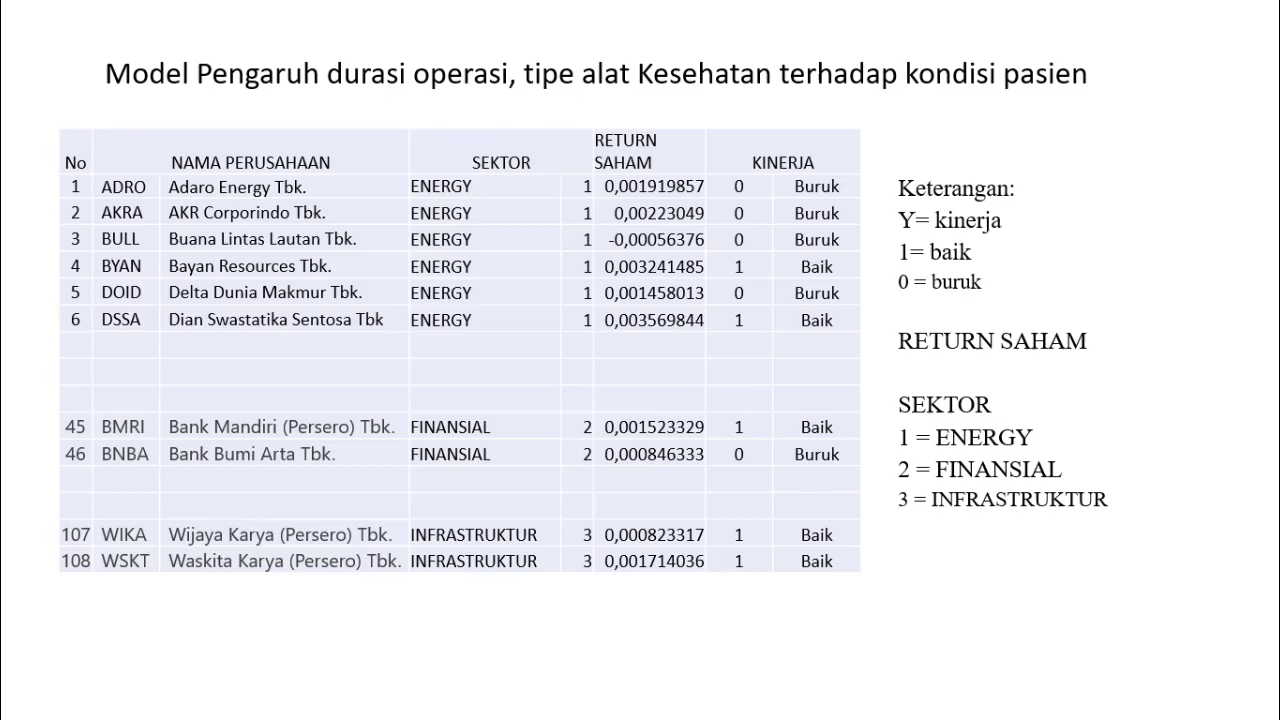 Model Pengaruh durasi operasi, tipe alat Kesehatan terhadap kondisi pasien
No NAMA PERUSAHAAN SEKTOR RETURN SAHAM KINERJA
1 ADRO Adaro Energy Tbk. ENERGY 1 0,001919857 0 Buruk
2 AKRA AKR Corporindo Tbk. ENERGY 1 0,00223049 0 Buruk
3 BULL Buana Lintas Lautan Tbk. ENERGY 1 -0,00056376 0 Buruk
4 BYAN Bayan Resources Tbk. ENERGY 1 0,003241485 1 Baik
5 DOID Delta Dunia Makmur Tbk. ENERGY 1 0,001458013 0 Buruk
6 DSSA Dian Swastatika Sentosa Tbk ENERGY 1 0,003569844 1 Baik
45 BMRI Bank Mandiri (Persero) Tbk. FINANSIAL 2 0,001523329 1 Baik
46 BNBA Bank Bumi Arta Tbk. FINANSIAL 2 0,000846333 0 Buruk
107 WIKA Wijaya Karya (Persero) Tbk. INFRASTRUKTUR 3 0,000823317 1 Baik
108 WSKT Waskita Karya (Persero) Tbk. INFRASTRUKTUR 3 0,001714036 1 Baik
Keterangan:
Y= kinerja
1= baik
0 = buruk
RETURN SAHAM
SEKTOR
1 = ENERGY
2 = FINANSIAL
3 = INFRASTRUKTUR